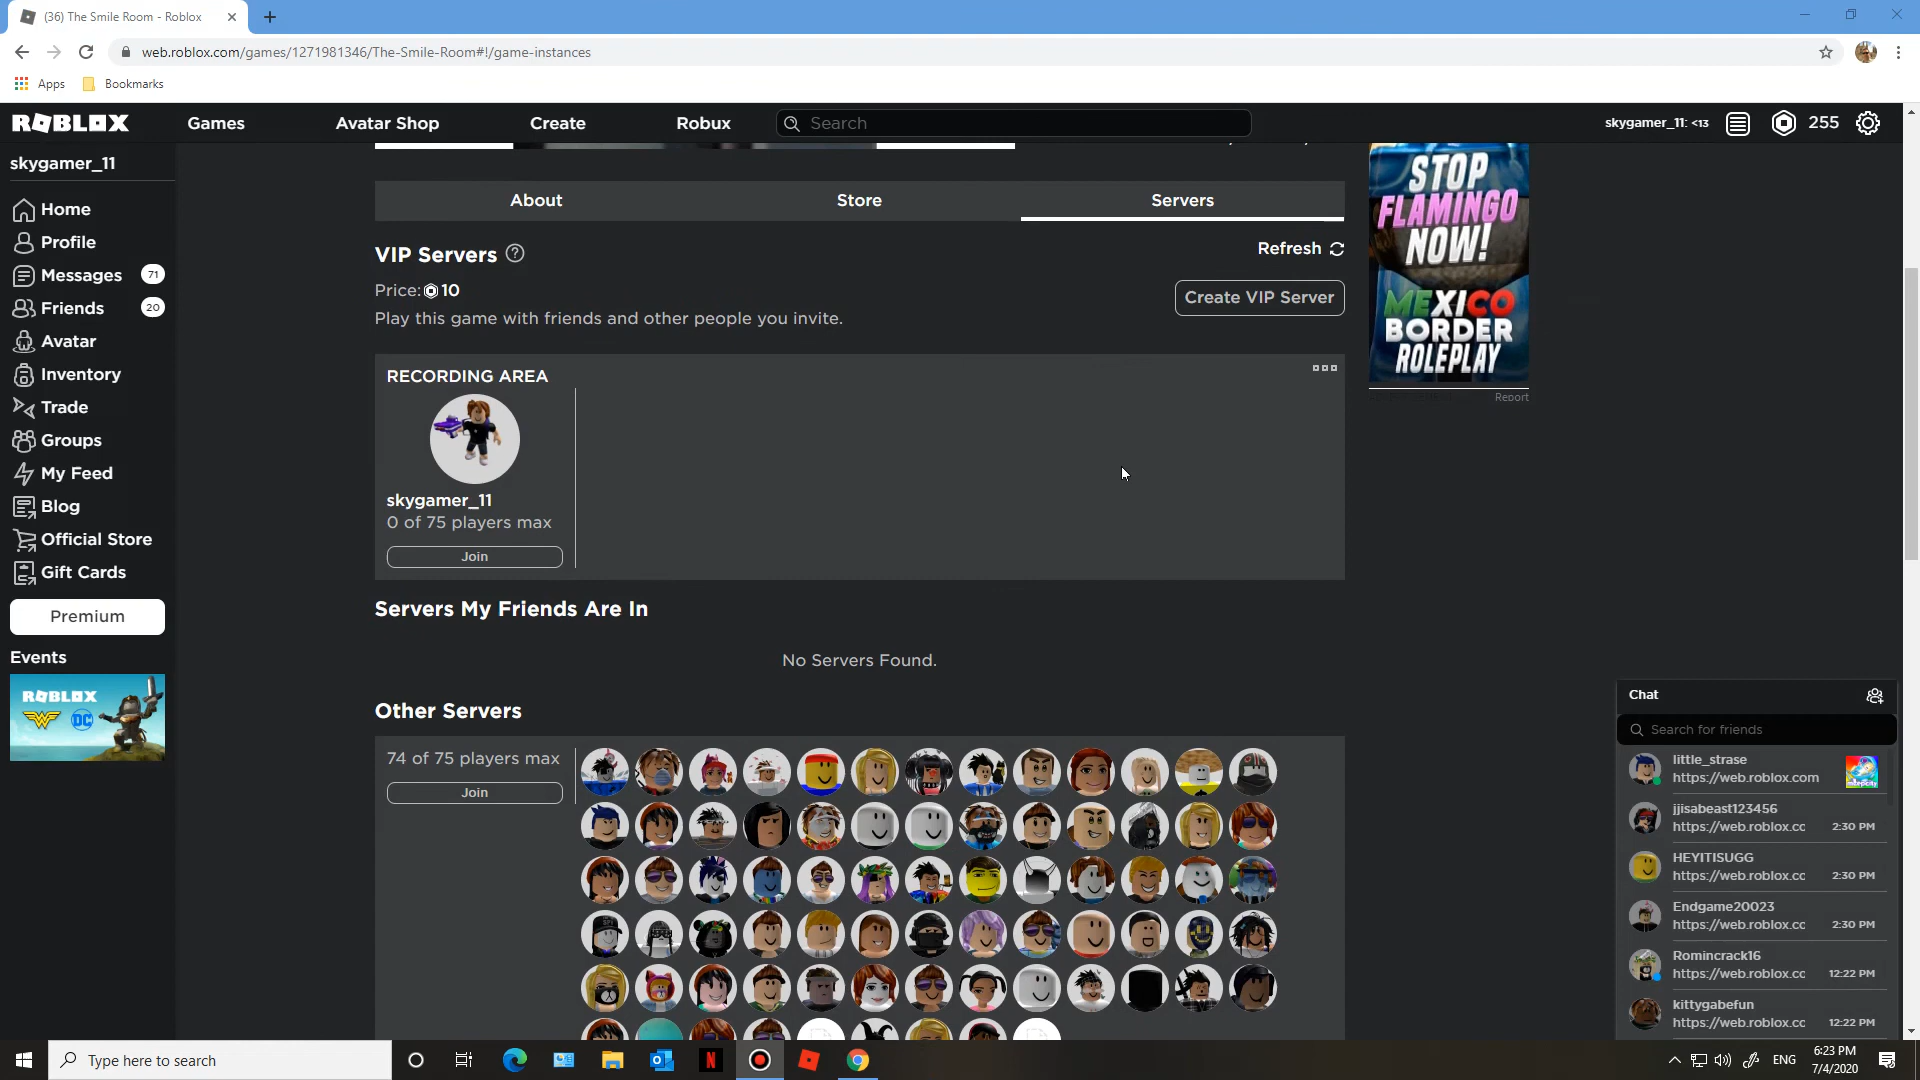 (36) The Smile Room - Roblox
web.roblox.com/games/1271981346/The-Smile-Room#!/game-instances
Apps
Bookmarks
ROBLOX
Games
Avatar Shop
Create
Robux
Search
skygamer_11: <13
255
skygamer_11
Home
Profile
Messages 71
Friends 20
Avatar
Inventory
Trade
Groups
My Feed
Blog
Official Store
Gift Cards
Premium
Events
ROBLOX
DC
About
Store
Servers
VIP Servers ?
Refresh
Price: 10
Create VIP Server
Play this game with friends and other people you invite.
RECORDING AREA
skygamer_11
0 of 75 players max
Join
Servers My Friends Are In
No Servers Found.
Other Servers
74 of 75 players max
Join
STOP
FLAMINGO
NOW!
MEXICO
BORDER
ROLEPLAY
Report
Chat
Search for friends
little_strase
https://web.roblox.com
jjisabeast123456
https://web.roblox.cc 2:30 PM
HEYITISUGG
https://web.roblox.cc 2:30 PM
Endgame20023
https://web.roblox.cc 2:30 PM
Romincrack16
https://web.roblox.cc 12:22 PM
kittygabefun
https://web.roblox.cc 12:22 PM
Type here to search
ENG
6:23 PM
7/4/2020